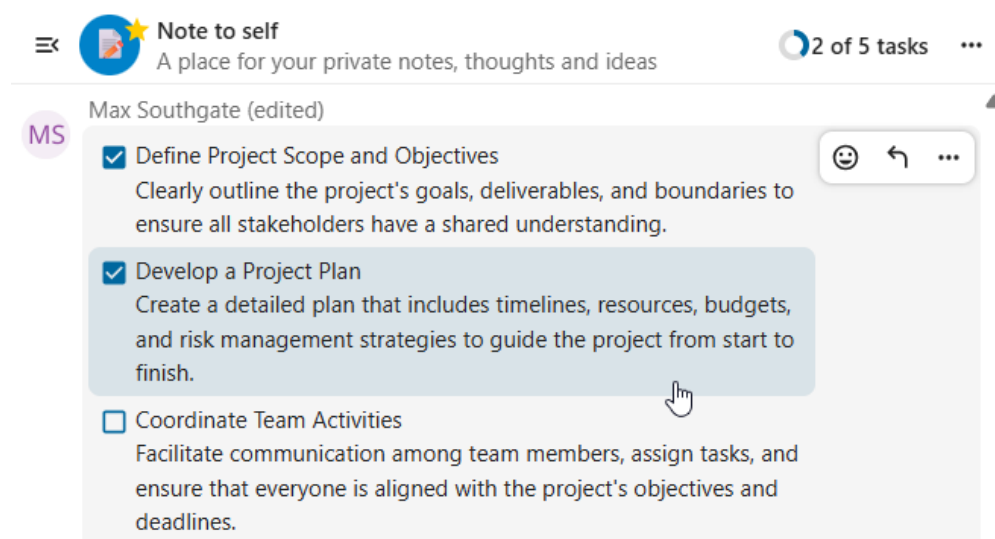 Note to self
A place for your private notes, thoughts and ideas
2 of 5 tasks
Max Southgate (edited)
MS
Define Project Scope and Objectives
Clearly outline the project's goals, deliverables, and boundaries to
ensure all stakeholders have a shared understanding.
Develop a Project Plan
Create a detailed plan that includes timelines, resources, budgets,
and risk management strategies to guide the project from start to
finish.
Coordinate Team Activities
Facilitate communication among team members, assign tasks, and
ensure that everyone is aligned with the project's objectives and
deadlines.